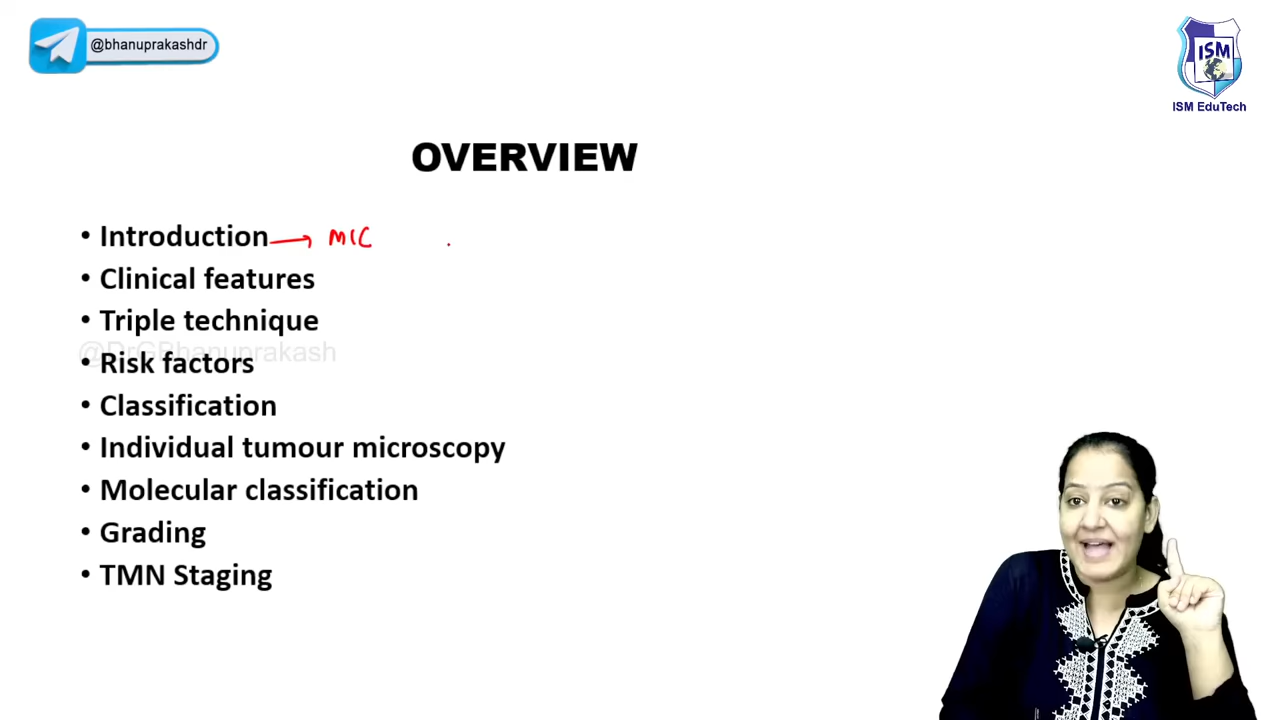 @bhanuprakashdr
ISM
ISM EduTech
OVERVIEW
• Introduction → MIC
• Clinical features
• Triple technique
@DrGBhanuprakash
• Risk factors
• Classification
• Individual tumour microscopy
• Molecular classification
• Grading
• TMN Staging